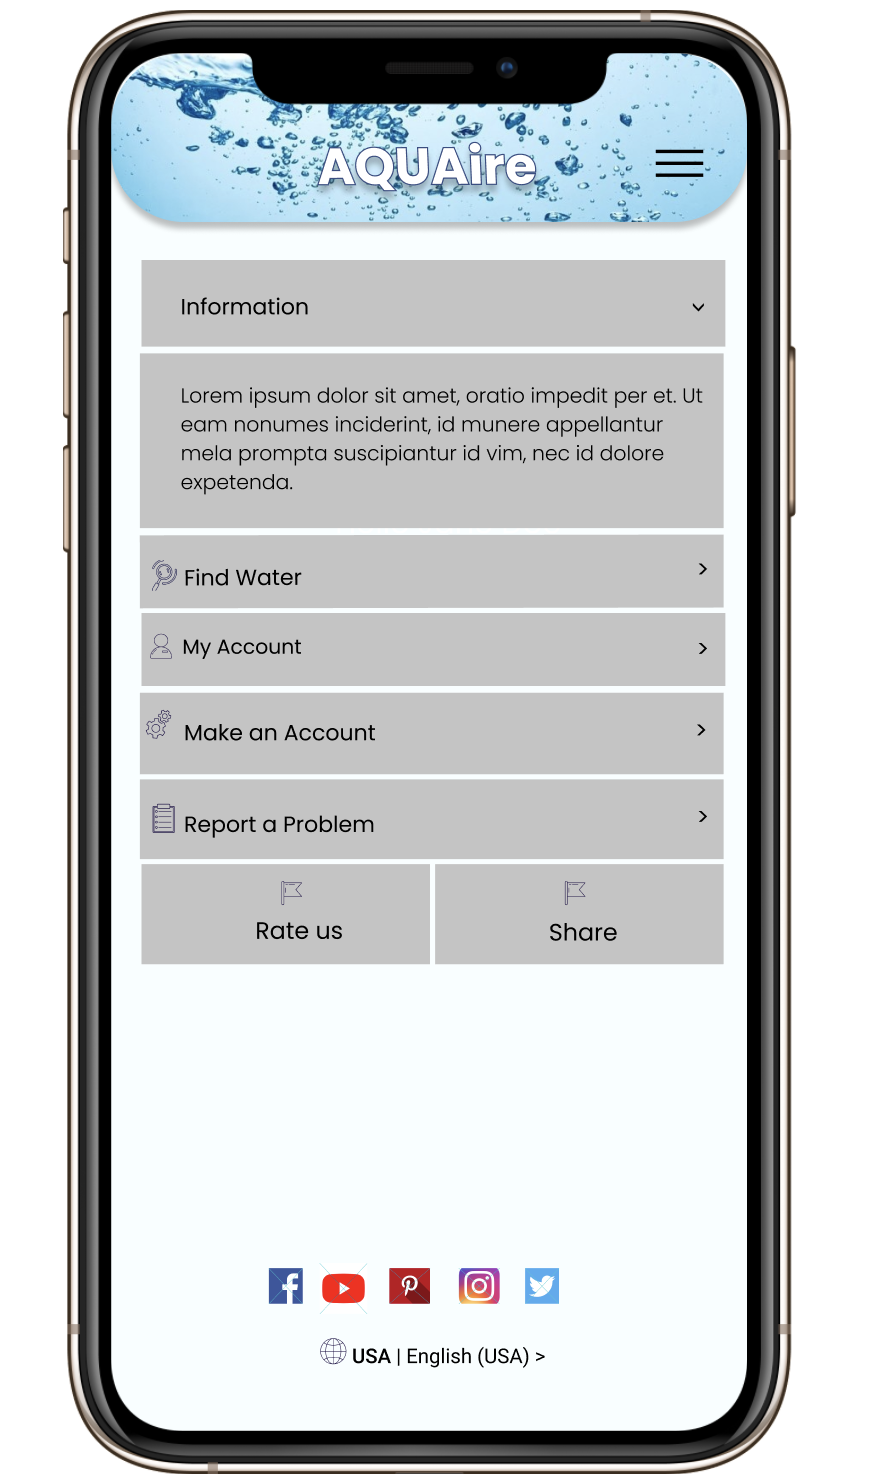 AQUAire
Information
Lorem ipsum dolor sit amet, oratio impedit per et. Ut
eam nonumes inciderint, id munere appellantur
mela prompta suscipiantur id vim, nec id dolore
expetenda.
Find Water
My Account
Make an Account
Report a Problem
Rate us
Share
USA | English (USA) >